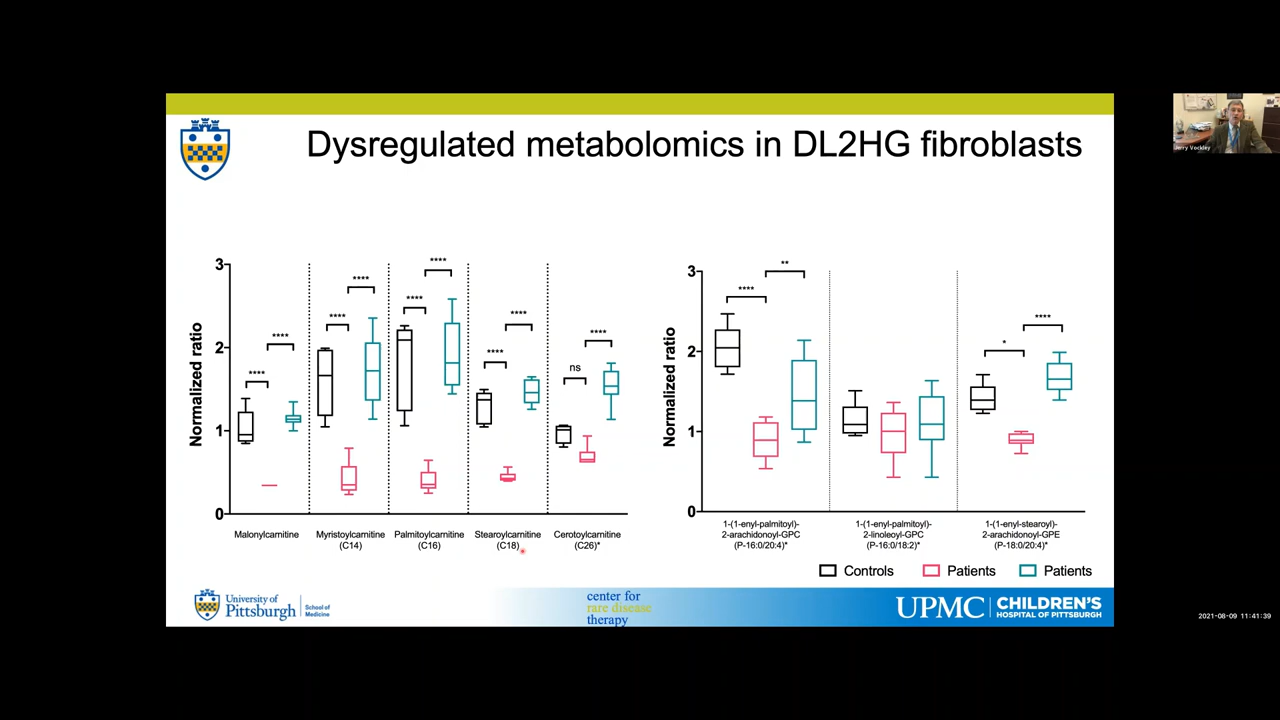 Dysregulated metabolomics in DL2HG fibroblasts
Jerry Vockley
Normalized ratio
3
2
1
0
****
****
****
****
****
****
****
****
ns
****
Malonylcarnitine
Myristoylcarnitine
(C14)
Palmitoylcarnitine
(C16)
Stearoylcarnitine
(C18)
Cerotoylcarnitine
(C26)*
Normalized ratio
3
2
1
0
****
**
*
****
1-(1-enyl-palmitoyl)-
2-arachidonoyl-GPC
(P-16:0/20:4)*
1-(1-enyl-palmitoyl)-
2-linoleoyl-GPC
(P-16:0/18:2)*
1-(1-enyl-stearoyl)-
2-arachidonoyl-GPE
(P-18:0/20:4)*
Controls
Patients
Patients
University of
Pittsburgh
School of
Medicine
center for
rare disease
therapy
UPMC
CHILDREN'S
HOSPITAL OF PITTSBURGH
2021-08-09 11:41:39